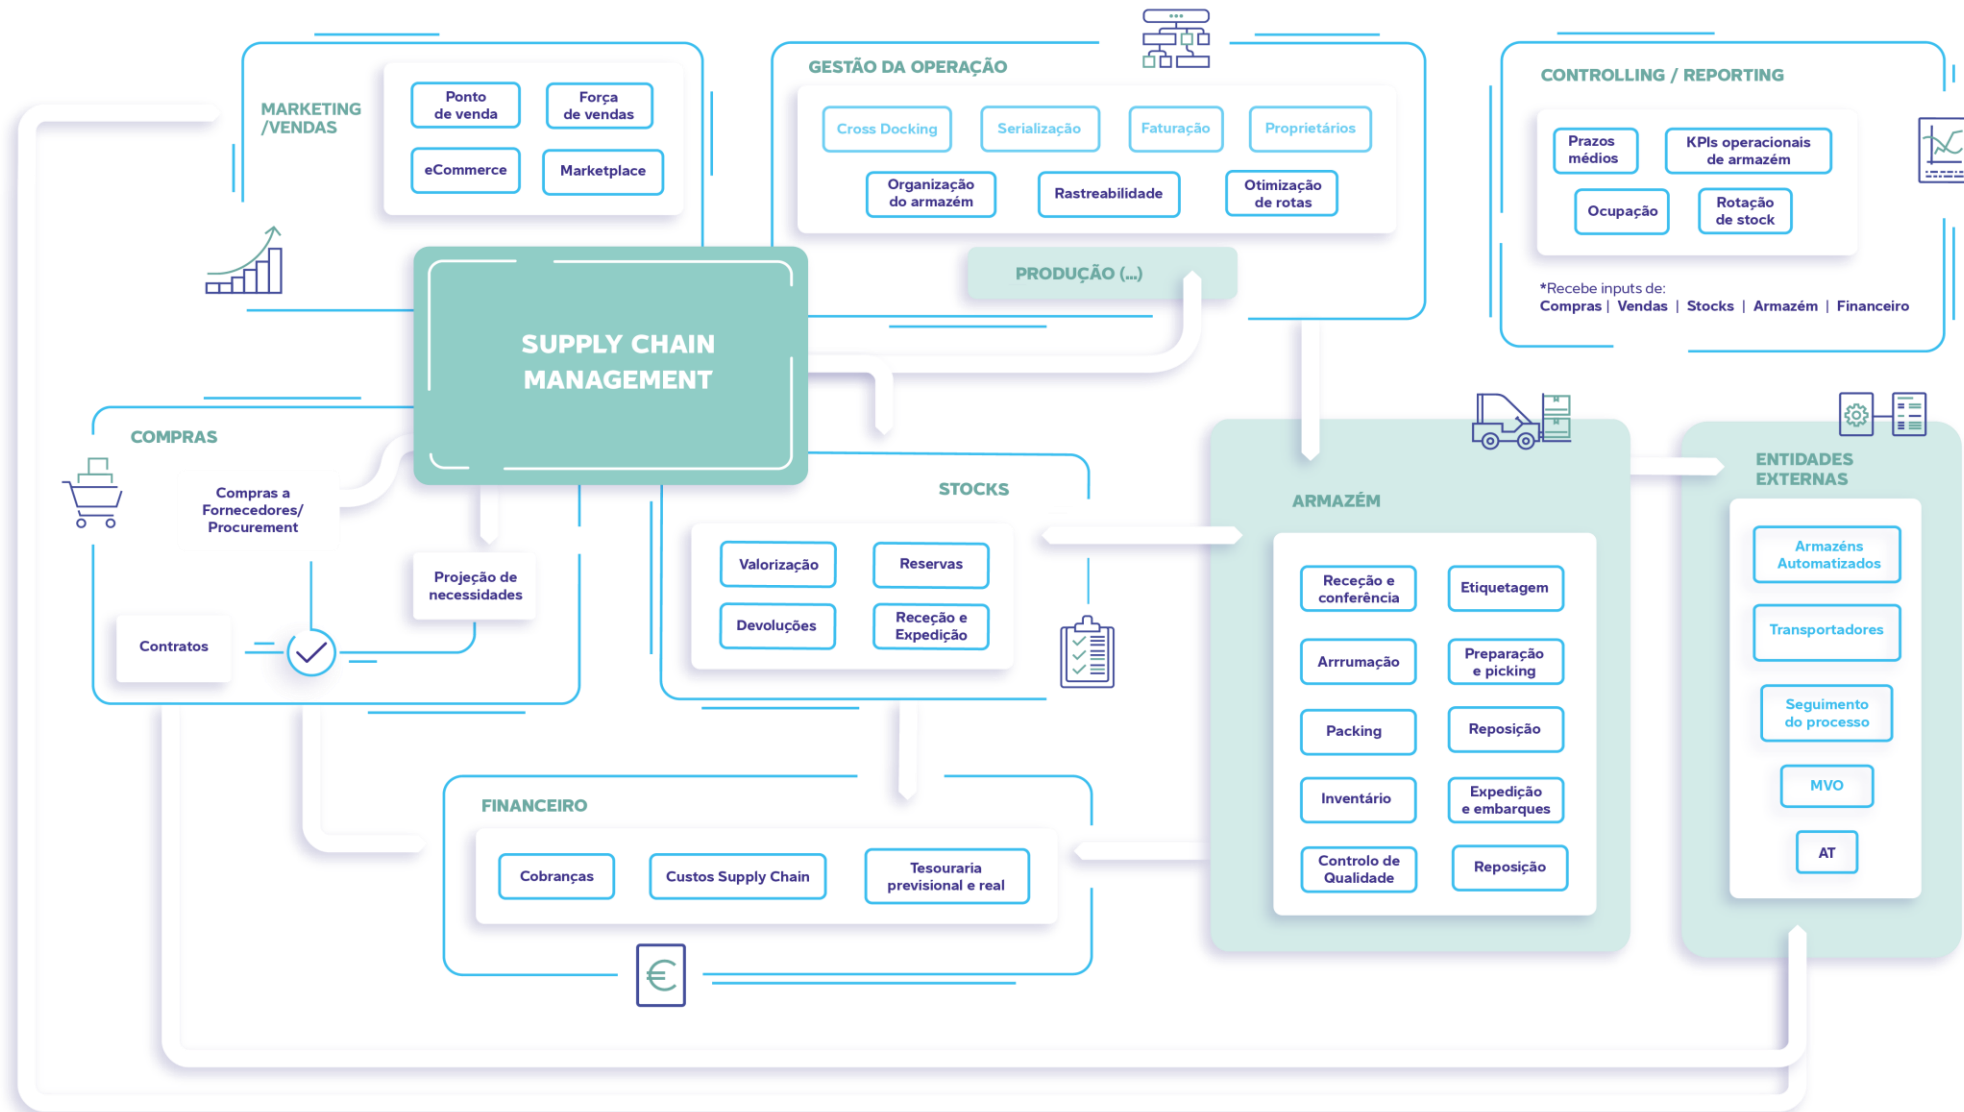 MARKETING
/VENDAS
Ponto
de venda
Força
de vendas
eCommerce
Marketplace
GESTÃO DA OPERAÇÃO
Cross Docking
Serialização
Faturação
Proprietários
Organização
do armazém
Rastreabilidade
Otimização
de rotas
PRODUÇÃO (...)
CONTROLLING / REPORTING
Prazos
médios
KPIs operacionais
de armazém
Ocupação
Rotação
de stock
*Recebe inputs de:
Compras | Vendas | Stocks | Armazém | Financeiro
SUPPLY CHAIN
MANAGEMENT
COMPRAS
Compras a
Fornecedores/
Procurement
Projeção de
necessidades
Contratos
STOCKS
Valorização
Reservas
Devoluções
Receção e
Expedição
FINANCEIRO
Cobranças
Custos Supply Chain
Tesouraria
previsional e real
ARMAZÉM
Receção e
conferência
Etiquetagem
Arrrumação
Preparação
e picking
Packing
Reposição
Inventário
Expedição
e embarques
Controlo de
Qualidade
Reposição
ENTIDADES
EXTERNAS
Armazéns
Automatizados
Transportadores
Seguimento
do processo
MVO
AT